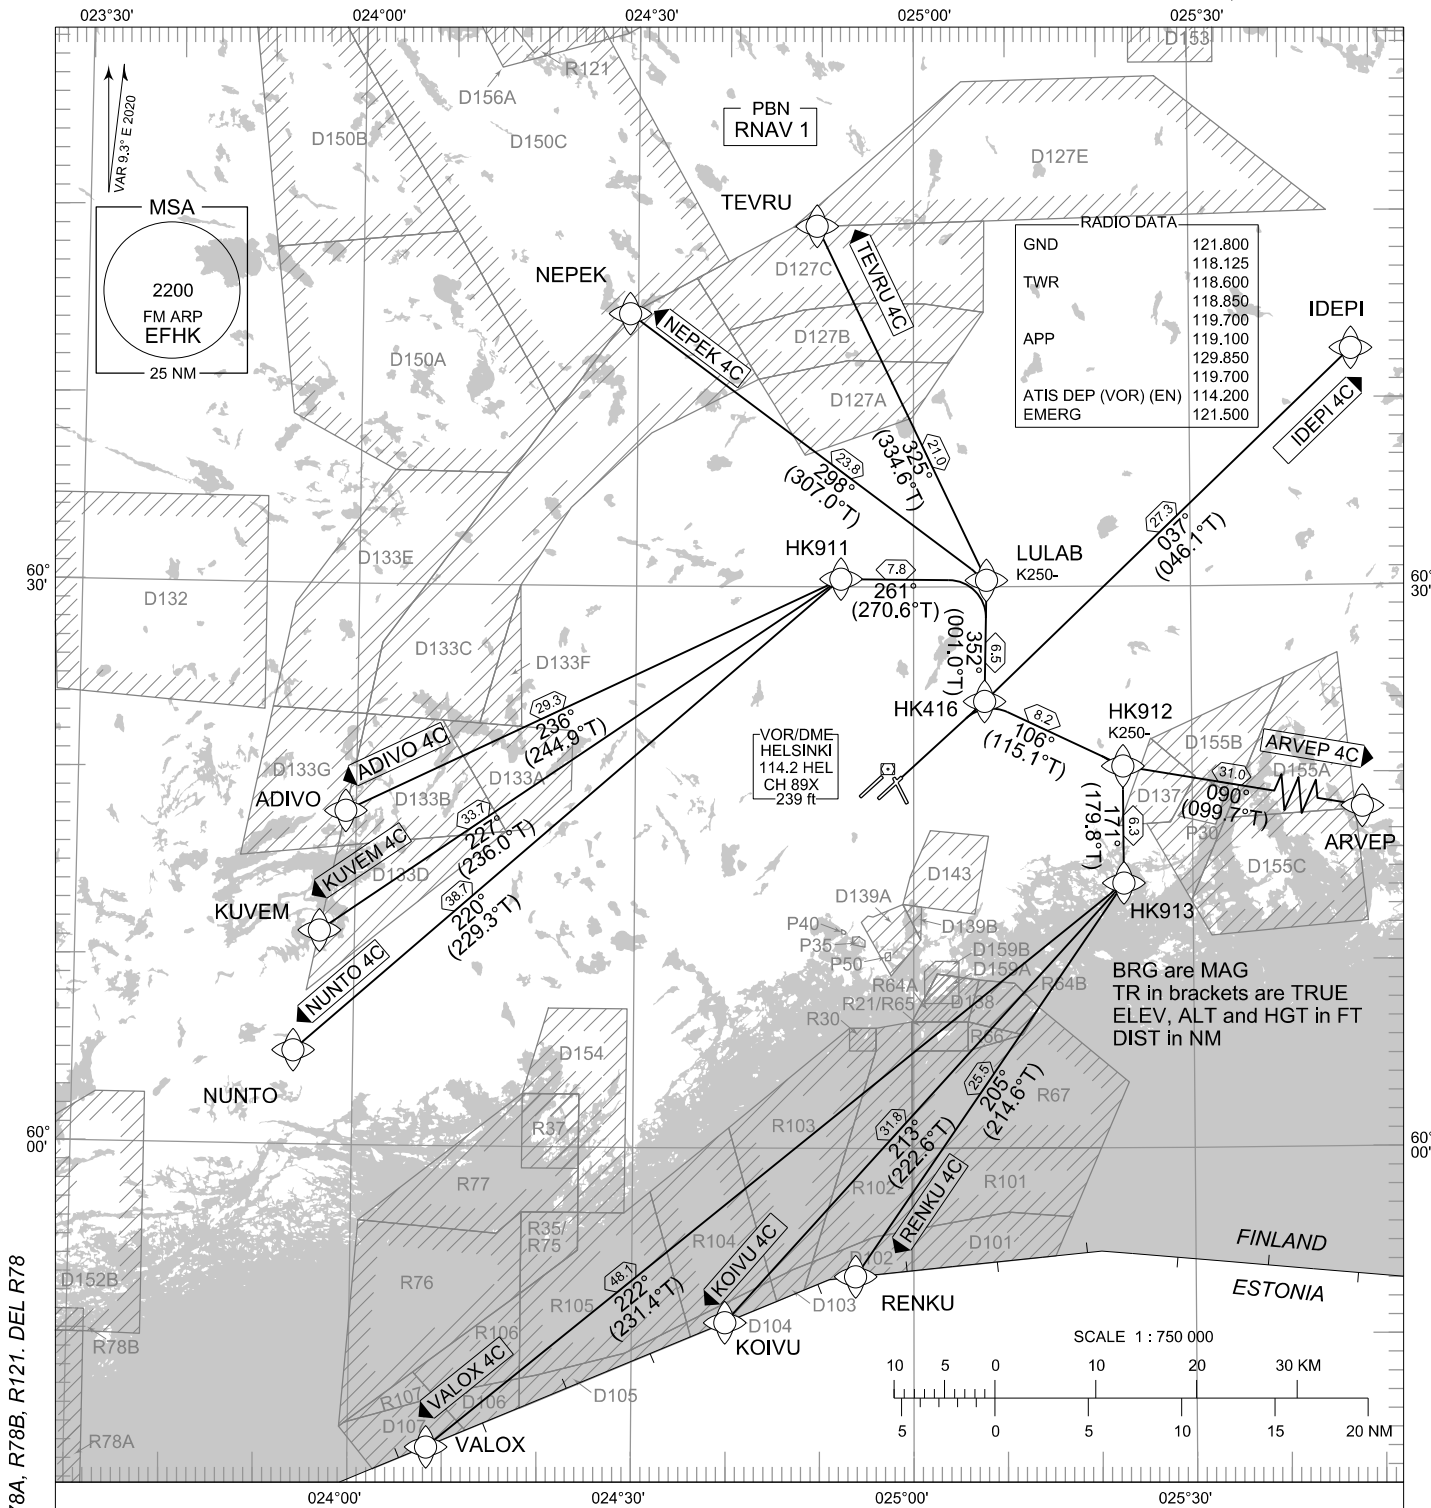 023°30'
024°00'
024°30'
025°00'
025°30'
D153
R121
D156A
D150B
D150C
VAR 9.3° E 2020
PBN
RNAV 1
D127E
MSA
2200
FM ARP
EFHK
25 NM
TEVRU
NEPEK
D127C
TEVRU 4C
RADIO DATA
GND 121.800
118.125
TWR 118.600
118.850
119.700
APP 119.100
129.850
119.700
ATIS DEP (VOR) (EN) 114.200
EMERG 121.500
IDEPI
NEPEK 4C
D127B
D150A
D127A
IDEPI 4C
21.0
325°
(334.6°T)
23.8
298°
(307.0°T)
27.3
037°
(046.1°T)
D133E
HK911
LULAB
K250-
60°
30'
60°
30'
D132
7.8
261°
(270.6°T)
D133C
D133F
6.5
352°
(001.0°T)
29.3
236°
(244.9°T)
HK416
8.2
106°
(115.1°T)
HK912
K250-
ARVEP 4C
D155B
D155A
VOR/DME
HELSINKI
114.2 HEL
CH 89X
239 ft
D133G
ADIVO 4C
D133A
D133B
ADIVO
D137
31.0
090°
(099.7°T)
P30
ARVEP
33.7
227°
(236.0°T)
6.3
171°
(179.8°T)
KUVEM 4C
D133D
D155C
D143
38.7
220°
(229.3°T)
KUVEM
D139A
HK913
P40
D139B
P35
P50
D159B
D159A
NUNTO 4C
R64A
R64B
R21/R65
D138
R30
R66
BRG are MAG
TR in brackets are TRUE
ELEV, ALT and HGT in FT
DIST in NM
D154
NUNTO
25.5
205°
(214.6°T)
R67
R37
R103
31.8
213°
(222.6°T)
60°
00'
60°
00'
R77
R102
R101
RENKU 4C
R35/
R75
R104
D101
D102
FINLAND
ESTONIA
D152B
R76
KOIVU 4C
48.1
222°
(231.4°T)
R105
D103
RENKU
R78B
R106
D104
KOIVU
SCALE 1 : 750 000
VALOX 4C
10 5 0 10 20 30 KM
R107
D106
D105
D107
5 0 5 10 15 20 NM
R78A
VALOX
78A, R78B, R121. DEL R78
024°00'
024°30'
025°00'
025°30'